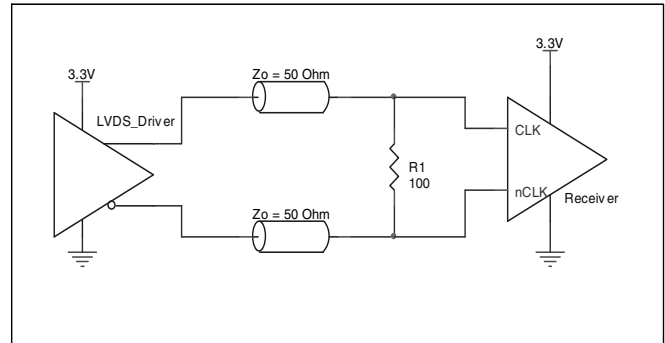 3.3V
3.3V
Zo = 50 Ohm
LVDS_Driver
CLK
R1
100
nCLK
Receiver
Zo = 50 Ohm